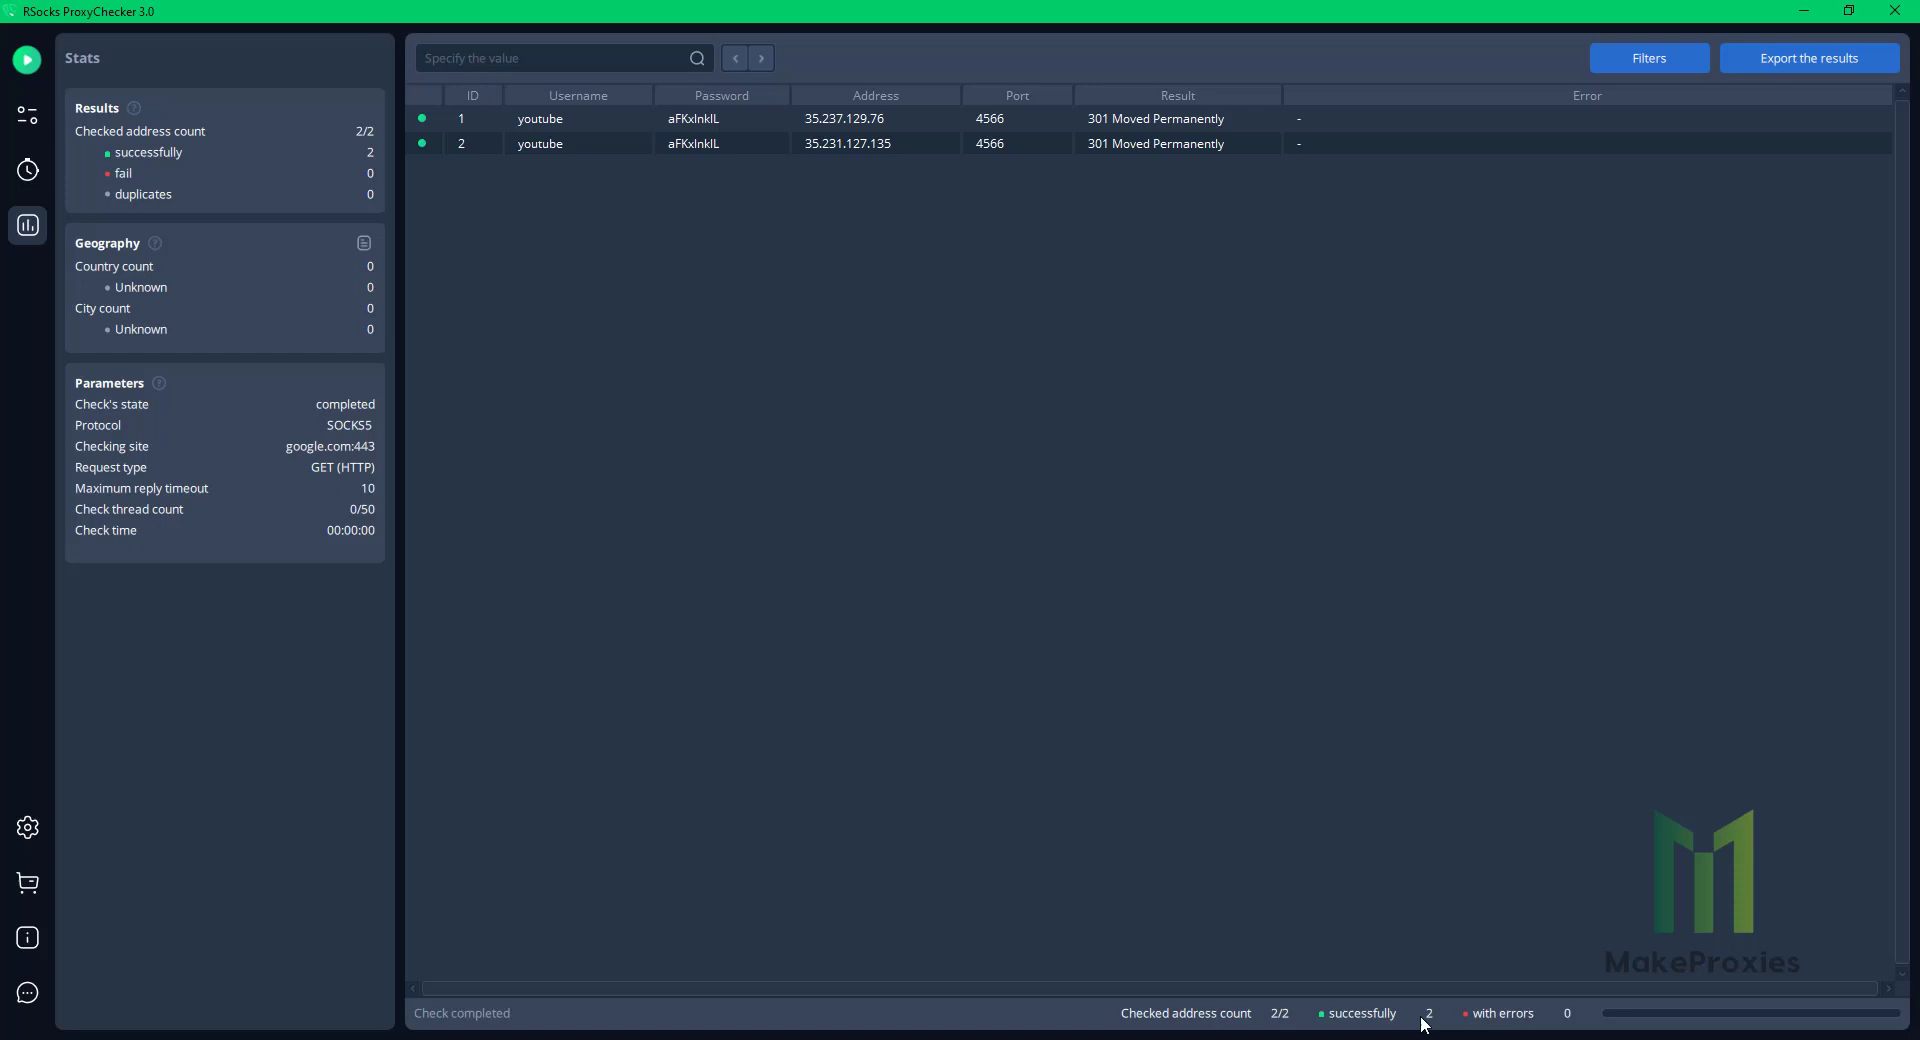 RSocks ProxyChecker 3.0
Stats
Results
Checked address count 2/2
successfully 2
fail 0
duplicates 0
Geography
Country count 0
Unknown 0
City count 0
Unknown 0
Parameters
Check's state completed
Protocol SOCKS5
Checking site google.com:443
Request type GET (HTTP)
Maximum reply timeout 10
Check thread count 0/50
Check time 00:00:00
Specify the value
Filters Export the results
ID Username Password Address Port Result Error
1 youtube aFKxInkIL 35.237.129.76 4566 301 Moved Permanently -
2 youtube aFKxInkIL 35.231.127.135 4566 301 Moved Permanently -
MakeProxies
Check completed Checked address count 2/2 successfully 2 with errors 0